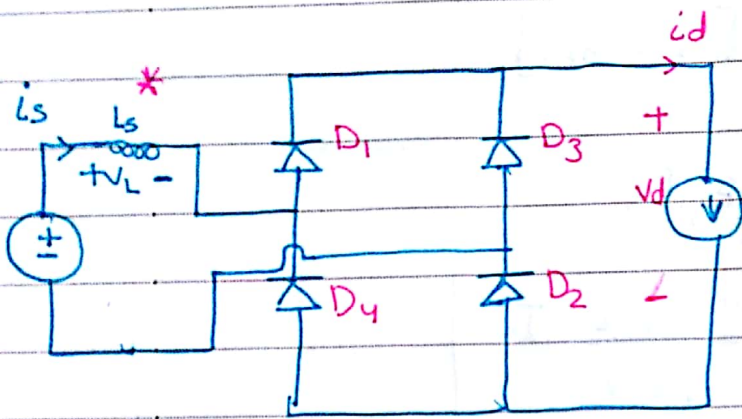 id
*
is
Ls
+VL -
D1
D3
+
Vd
+
-
D4
D2
-